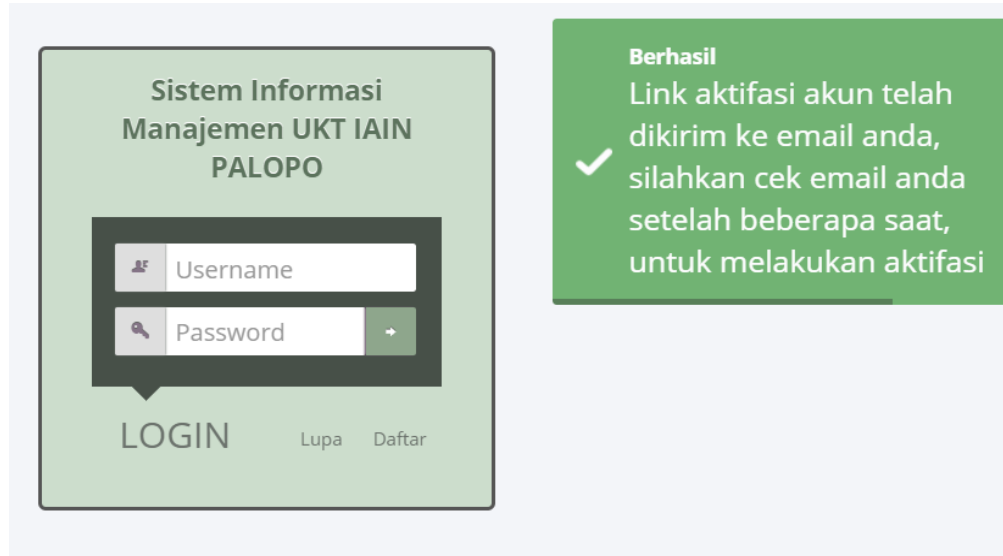 Sistem Informasi
Manajemen UKT IAIN
PALOPO
Username
Password
LOGIN
Lupa
Daftar
Berhasil
Link aktifasi akun telah
dikirim ke email anda,
silahkan cek email anda
setelah beberapa saat,
untuk melakukan aktifasi